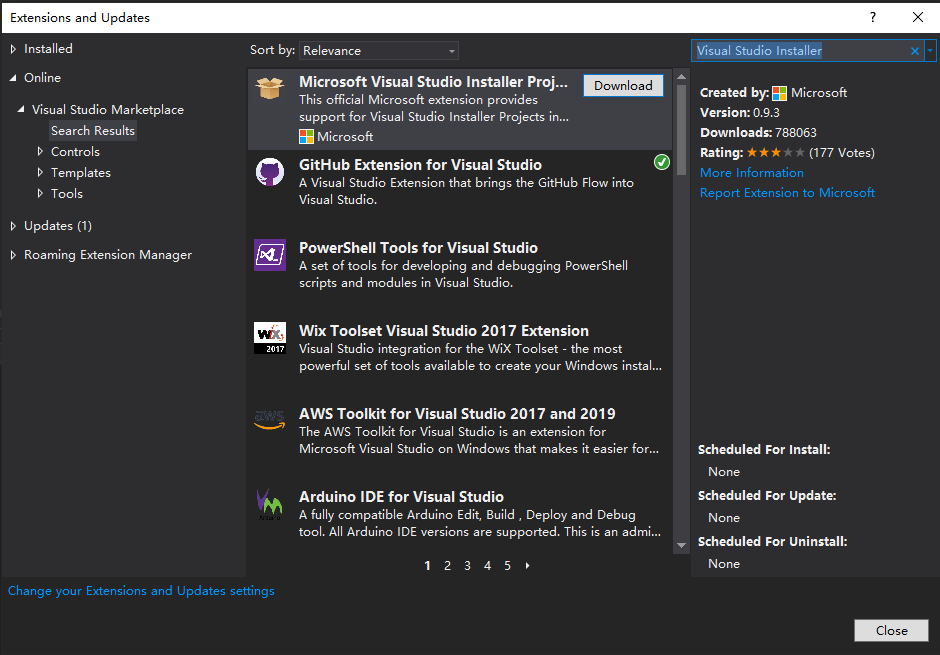 Extensions and Updates
?
Installed
Online
Visual Studio Marketplace
Search Results
Controls
Templates
Tools
Updates (1)
Roaming Extension Manager
Sort by: Relevance
Microsoft Visual Studio Installer Proj...
Download
This official Microsoft extension provides
support for Visual Studio Installer Projects in...
Microsoft
GitHub Extension for Visual Studio
A Visual Studio Extension that brings the GitHub Flow into
Visual Studio.
PowerShell Tools for Visual Studio
A set of tools for developing and debugging PowerShell
scripts and modules in Visual Studio.
WiX
2017
Wix Toolset Visual Studio 2017 Extension
Visual Studio integration for the WiX Toolset - the most
powerful set of tools available to create your Windows instal...
aws
AWS Toolkit for Visual Studio 2017 and 2019
The AWS Toolkit for Visual Studio is an extension for
Microsoft Visual Studio on Windows that makes it easier for...
Arduino IDE for Visual Studio
A fully compatible Arduino Edit, Build , Deploy and Debug
tool. All Arduino IDE versions are supported. This is an admi...
1 2 3 4 5
Visual Studio Installer
Created by: Microsoft
Version: 0.9.3
Downloads: 788063
Rating: (177 Votes)
More Information
Report Extension to Microsoft
Scheduled For Install:
None
Scheduled For Update:
None
Scheduled For Uninstall:
None
Change your Extensions and Updates settings
Close